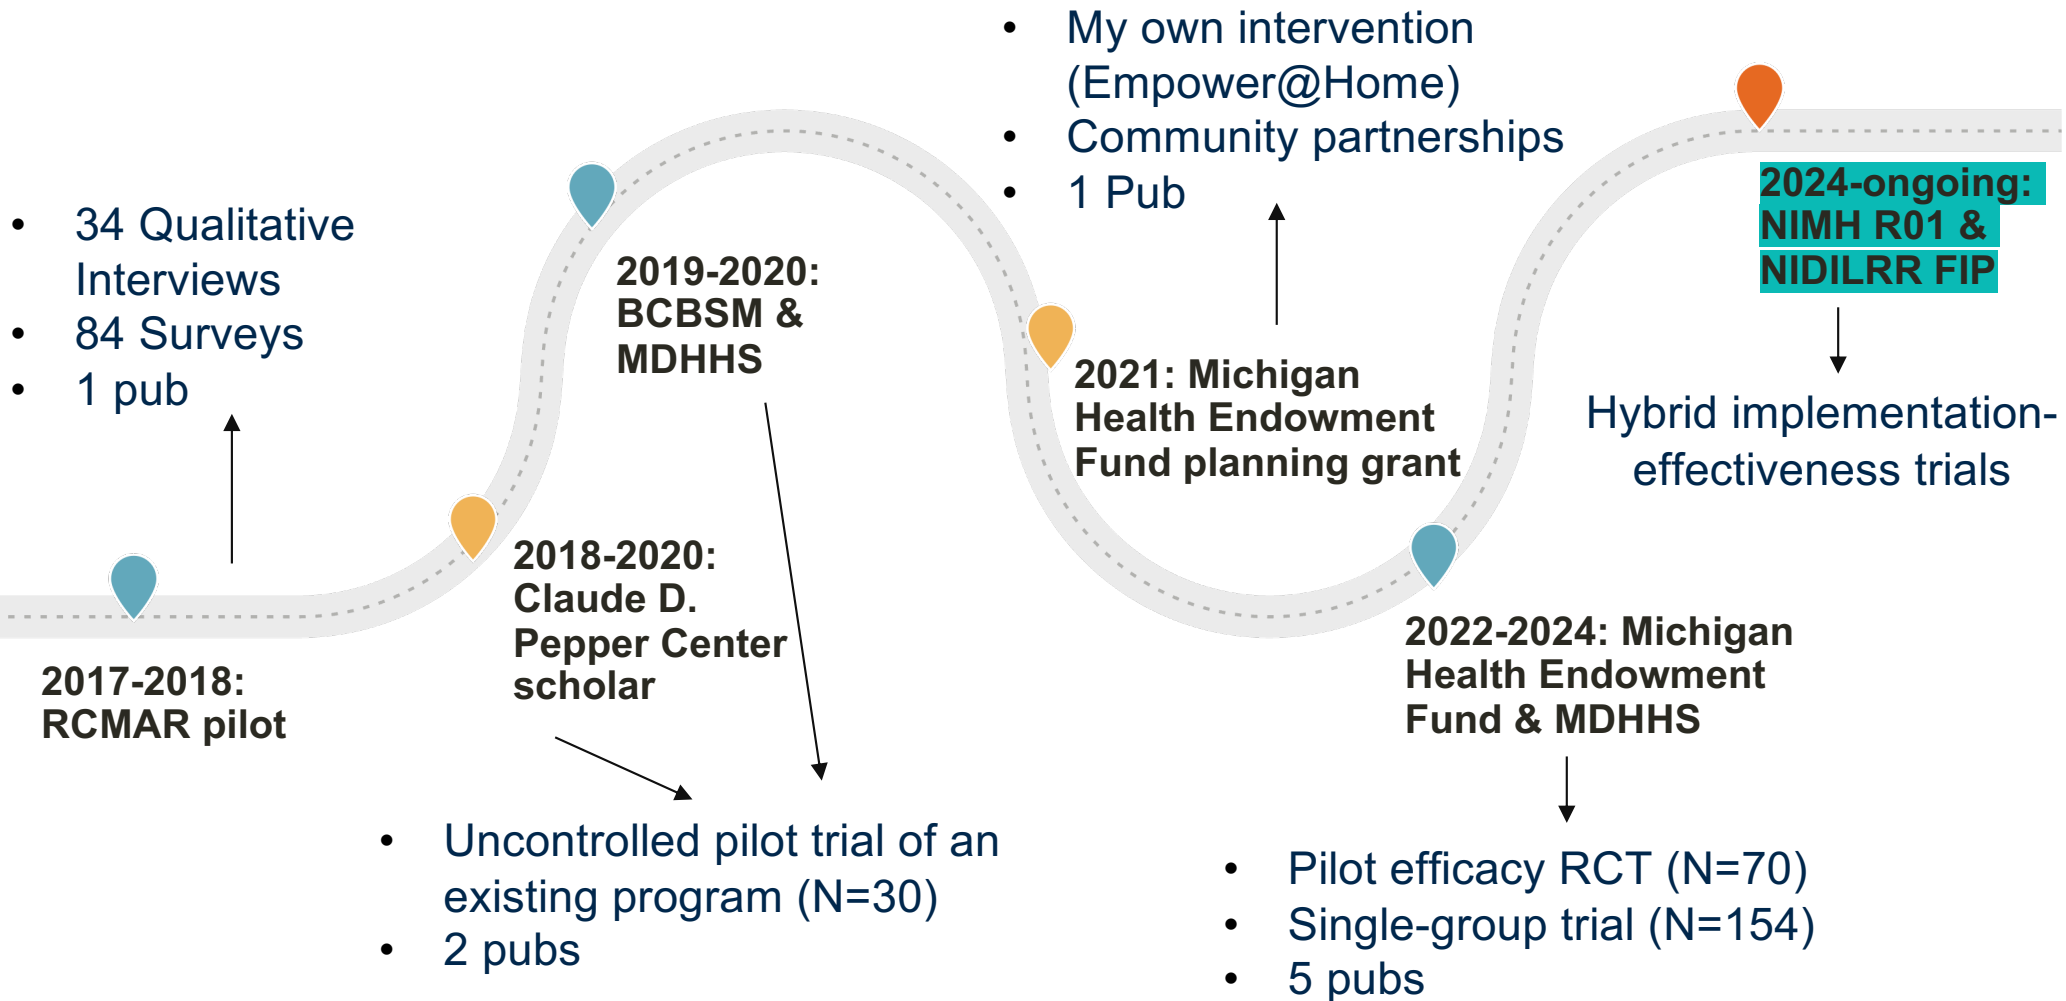 • 34 Qualitative
Interviews
• 84 Surveys
• 1 pub
2017-2018:
RCMAR pilot
2018-2020:
Claude D.
Pepper Center
scholar
2019-2020:
BCBSM &
MDHHS
• Uncontrolled pilot trial of an
existing program (N=30)
• 2 pubs
• My own intervention
(Empower@Home)
• Community partnerships
• 1 Pub
2021: Michigan
Health Endowment
Fund planning grant
2022-2024: Michigan
Health Endowment
Fund & MDHHS
• Pilot efficacy RCT (N=70)
• Single-group trial (N=154)
• 5 pubs
2024-ongoing:
NIMH R01 &
NIDILRR FIP
Hybrid implementation-
effectiveness trials